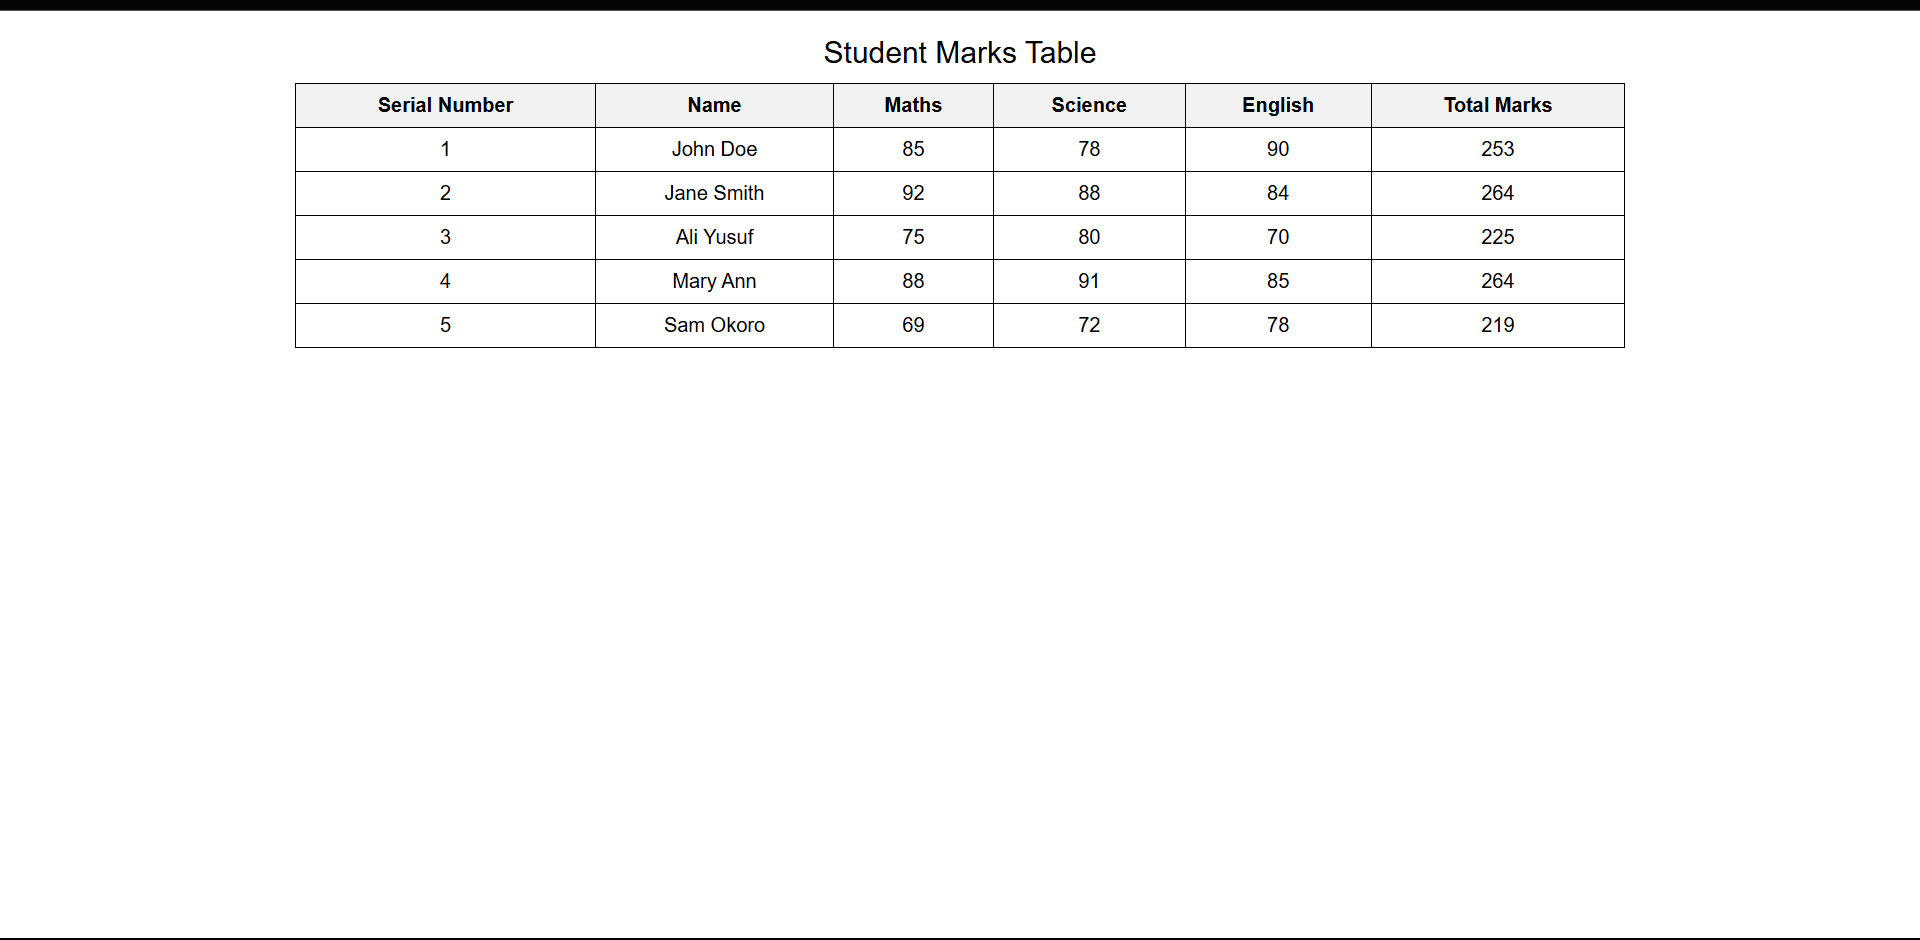 Student Marks Table
Serial Number Name Maths Science English Total Marks
1 John Doe 85 78 90 253
2 Jane Smith 92 88 84 264
3 Ali Yusuf 75 80 70 225
4 Mary Ann 88 91 85 264
5 Sam Okoro 69 72 78 219